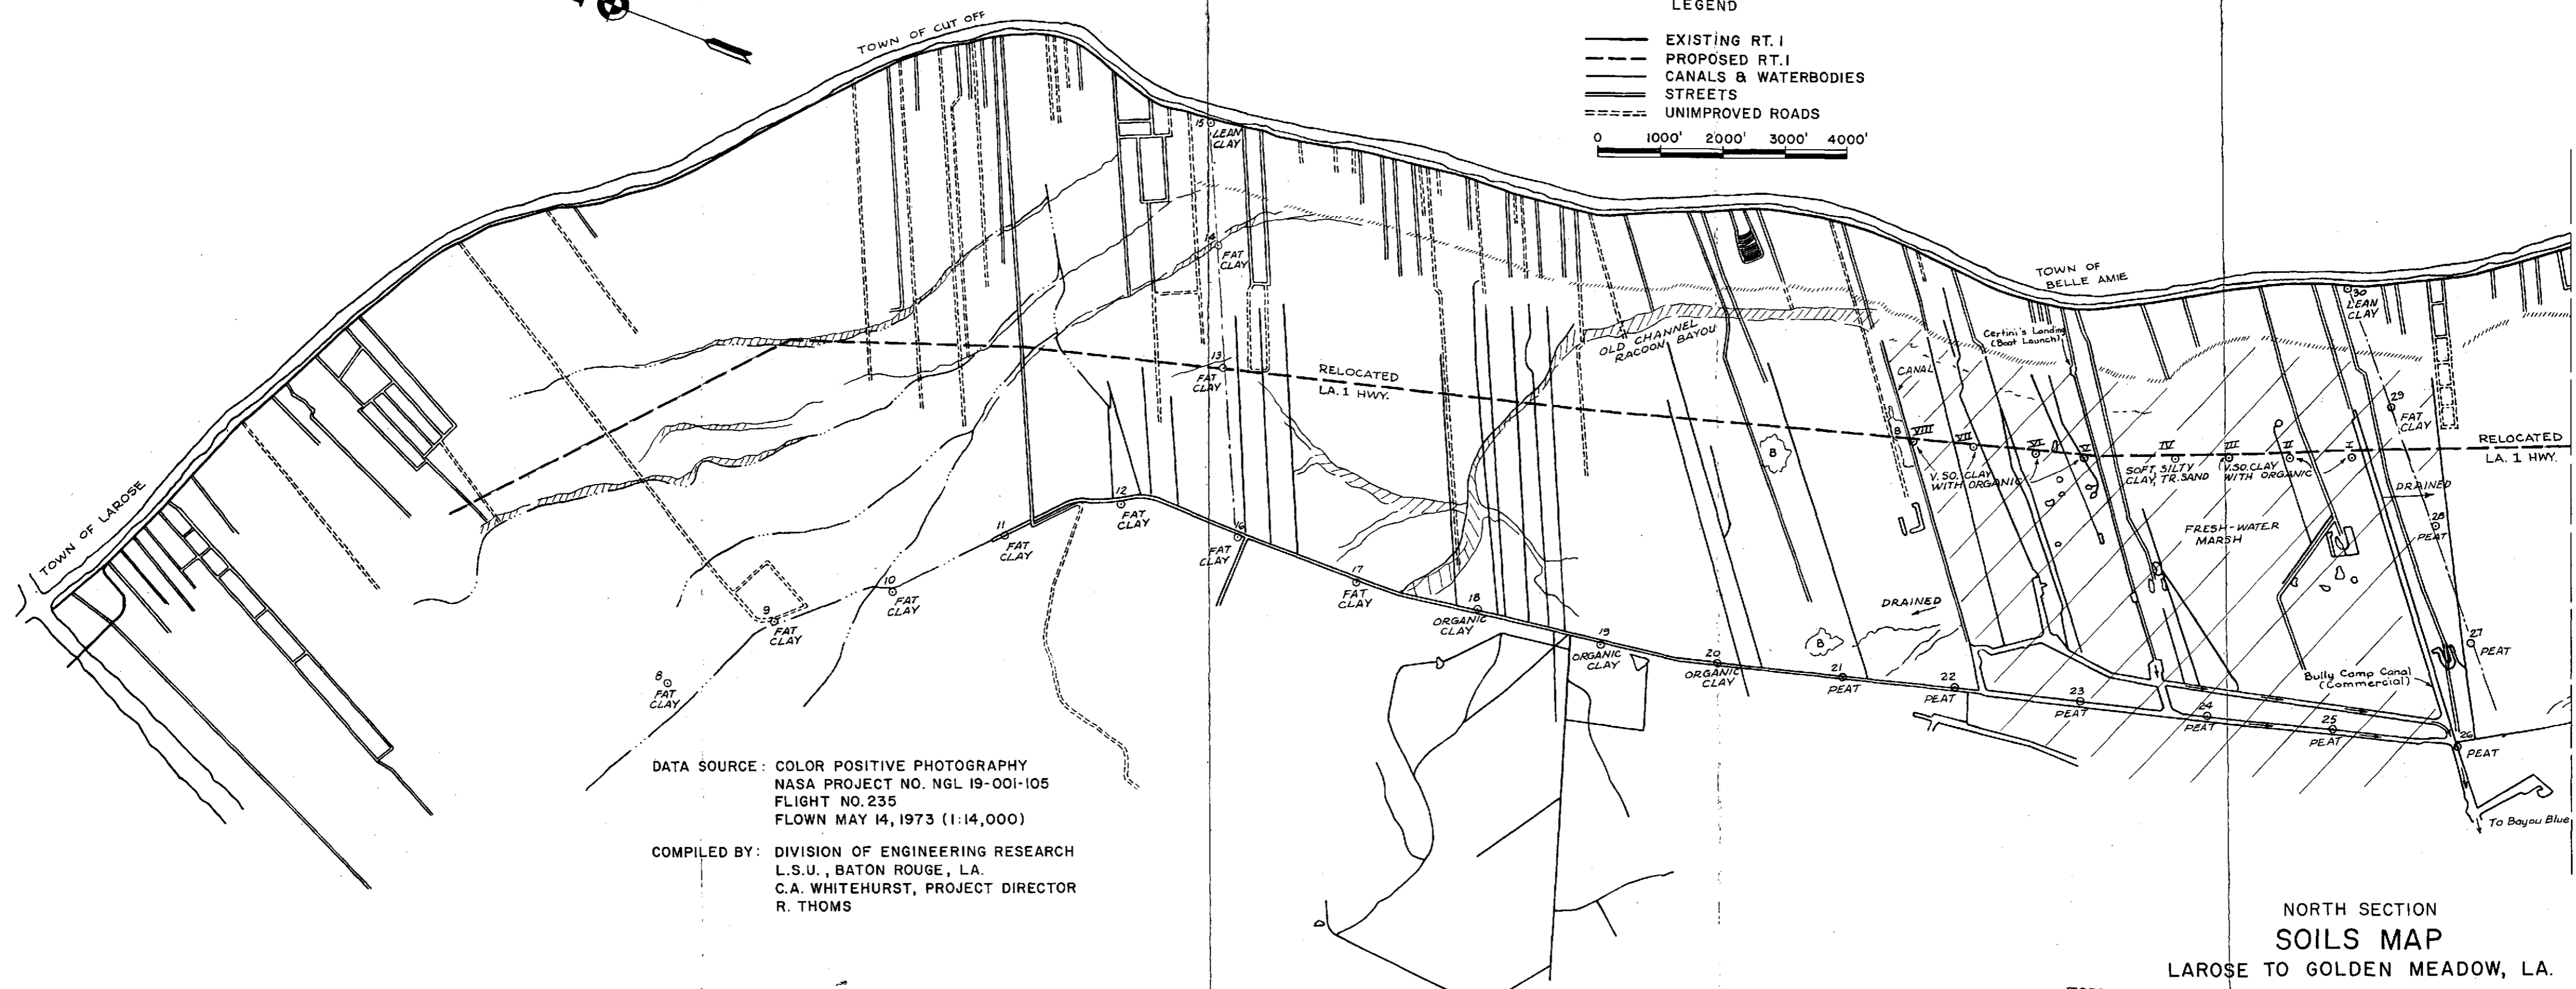 LEGEND
EXISTING RT. 1
PROPOSED RT. 1
CANALS & WATERBODIES
STREETS
UNIMPROVED ROADS
0 1000' 2000' 3000' 4000'
TOWN OF CUT OFF
TOWN OF LAROSE
TOWN OF
BELLE AMIE
15
LEAN
CLAY
14
FAT
CLAY
13
FAT
CLAY
RELOCATED
LA. 1 HWY.
OLD CHANNEL
RACOON BAYOU
Certini's Landing
(Boat Launch)
CANAL
30
LEAN
CLAY
29
FAT
CLAY
RELOCATED
LA. 1 HWY.
B
B
8
VIII
VII
VI
V
IV
III
II
I
V. SO. CLAY
WITH ORGANIC
SOFT SILTY
CLAY, TR. SAND
V. SO. CLAY
WITH ORGANIC
DRAINED
28
PEAT
FRESH-WATER
MARSH
DRAINED
27
PEAT
Bully Camp Canal
(Commercial)
8
FAT
CLAY
9
FAT
CLAY
10
FAT
CLAY
11
FAT
CLAY
12
FAT
CLAY
16
FAT
CLAY
17
FAT
CLAY
18
ORGANIC
CLAY
19
ORGANIC
CLAY
20
ORGANIC
CLAY
21
PEAT
22
PEAT
23
PEAT
24
PEAT
25
PEAT
26
PEAT
To Bayou Blue
DATA SOURCE: COLOR POSITIVE PHOTOGRAPHY
NASA PROJECT NO. NGL 19-001-105
FLIGHT NO. 235
FLOWN MAY 14, 1973 (1:14,000)
COMPILED BY: DIVISION OF ENGINEERING RESEARCH
L.S.U., BATON ROUGE, LA.
C.A. WHITEHURST, PROJECT DIRECTOR
R. THOMS
NORTH SECTION
SOILS MAP
LAROSE TO GOLDEN MEADOW, LA.